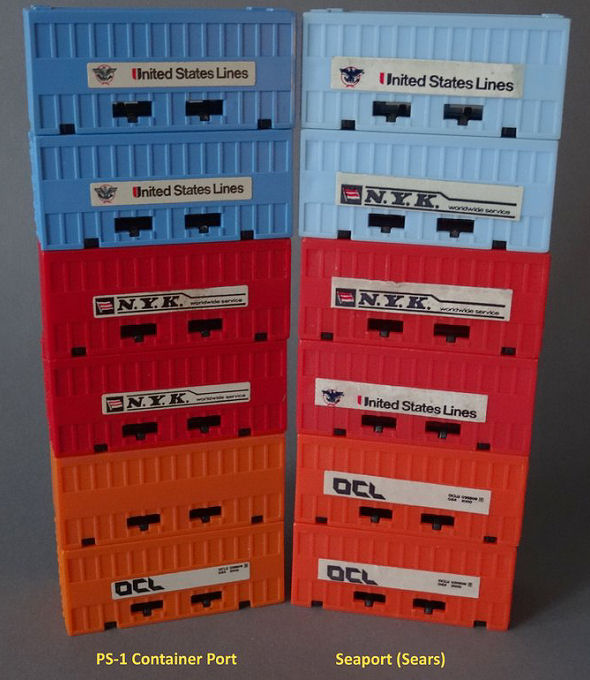 United States Lines
United States Lines
United States Lines
N.Y.K. worldwide service
N.Y.K. worldwide service
N.Y.K. worldwide service
N.Y.K. worldwide service
United States Lines
OCL
OCL
OCL
PS-1 Container Port
Seaport (Sears)